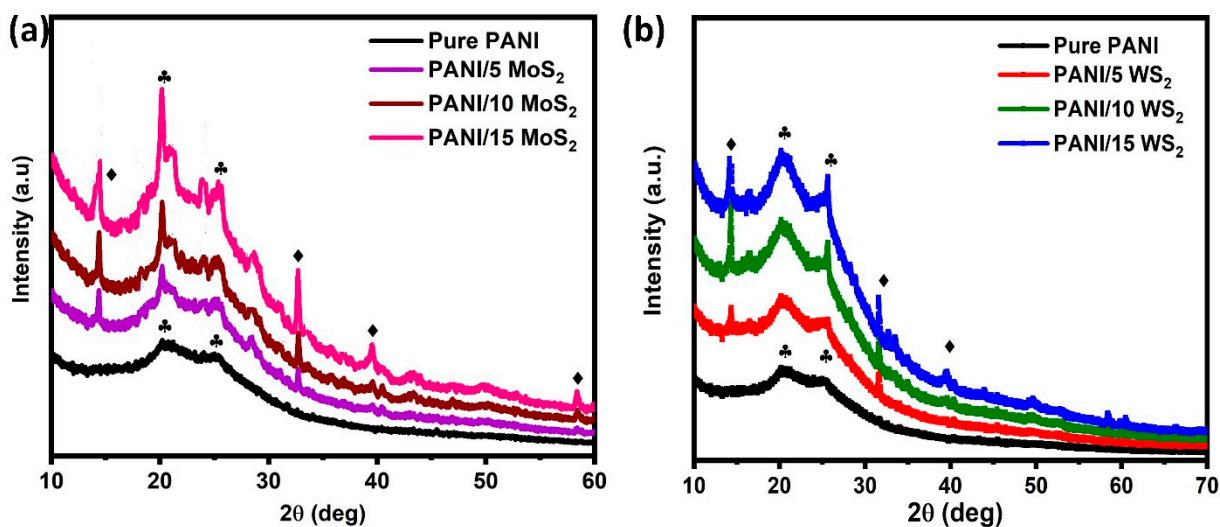 (a)
Pure PANI
PANI/5 MoS₂
PANI/10 MoS₂
PANI/15 MoS₂
♣
♣
♦
♦
♦
♦
♣
♣
Intensity (a.u)
10 20 30 40 50 60
2θ (deg)
(b)
Pure PANI
PANI/5 WS₂
PANI/10 WS₂
PANI/15 WS₂
♦
♣
♣
♦
♦
♣
♣
Intensity (a.u.)
10 20 30 40 50 60 70
2θ (deg)